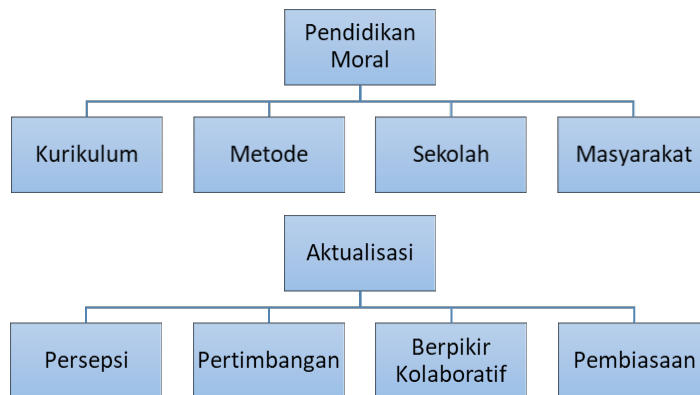 Pendidikan
Moral
Kurikulum
Metode
Sekolah
Masyarakat
Aktualisasi
Persepsi
Pertimbangan
Berpikir
Kolaboratif
Pembiasaan